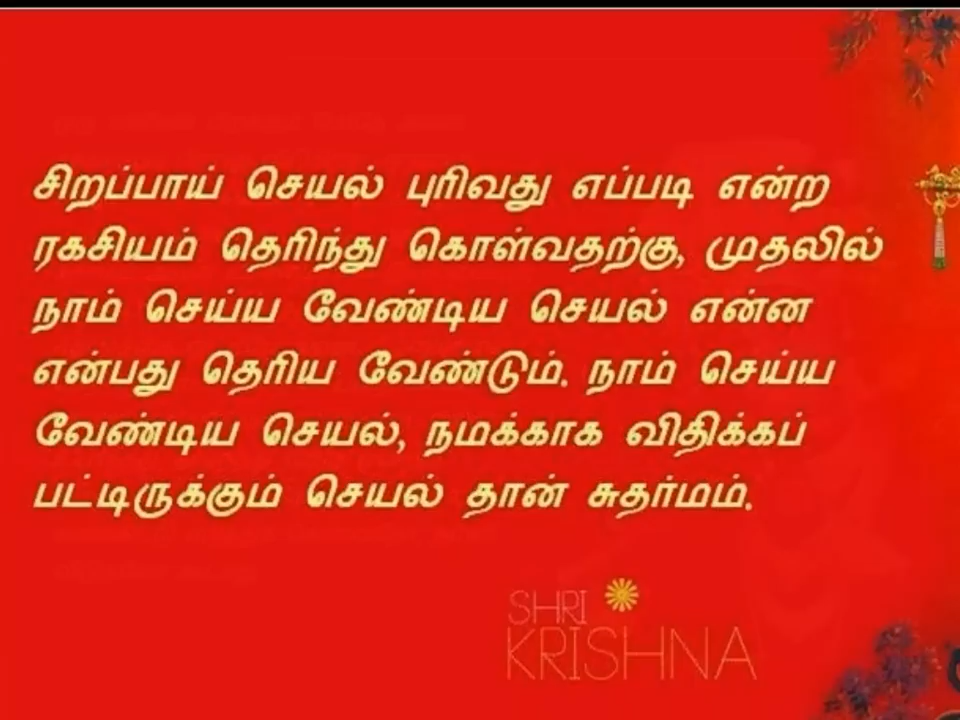 சிறப்பாய் செயல் புரிவது எப்படி என்ற
ரகசியம் தெரிந்து கொள்வதற்கு, முதலில்
நாம் செய்ய வேண்டிய செயல் என்ன
என்பது தெரிய வேண்டும். நாம் செய்ய
வேண்டிய செயல், நமக்காக விதிக்கப்
பட்டிருக்கும் செயல் தான் சுதர்மம்.
SHRI
KRISHNA